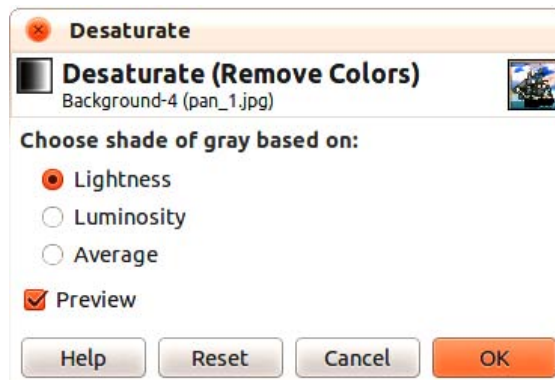 Desaturate
Desaturate (Remove Colors)
Background-4 (pan_1.jpg)
Choose shade of gray based on:
Lightness
Luminosity
Average
Preview
Help Reset Cancel OK